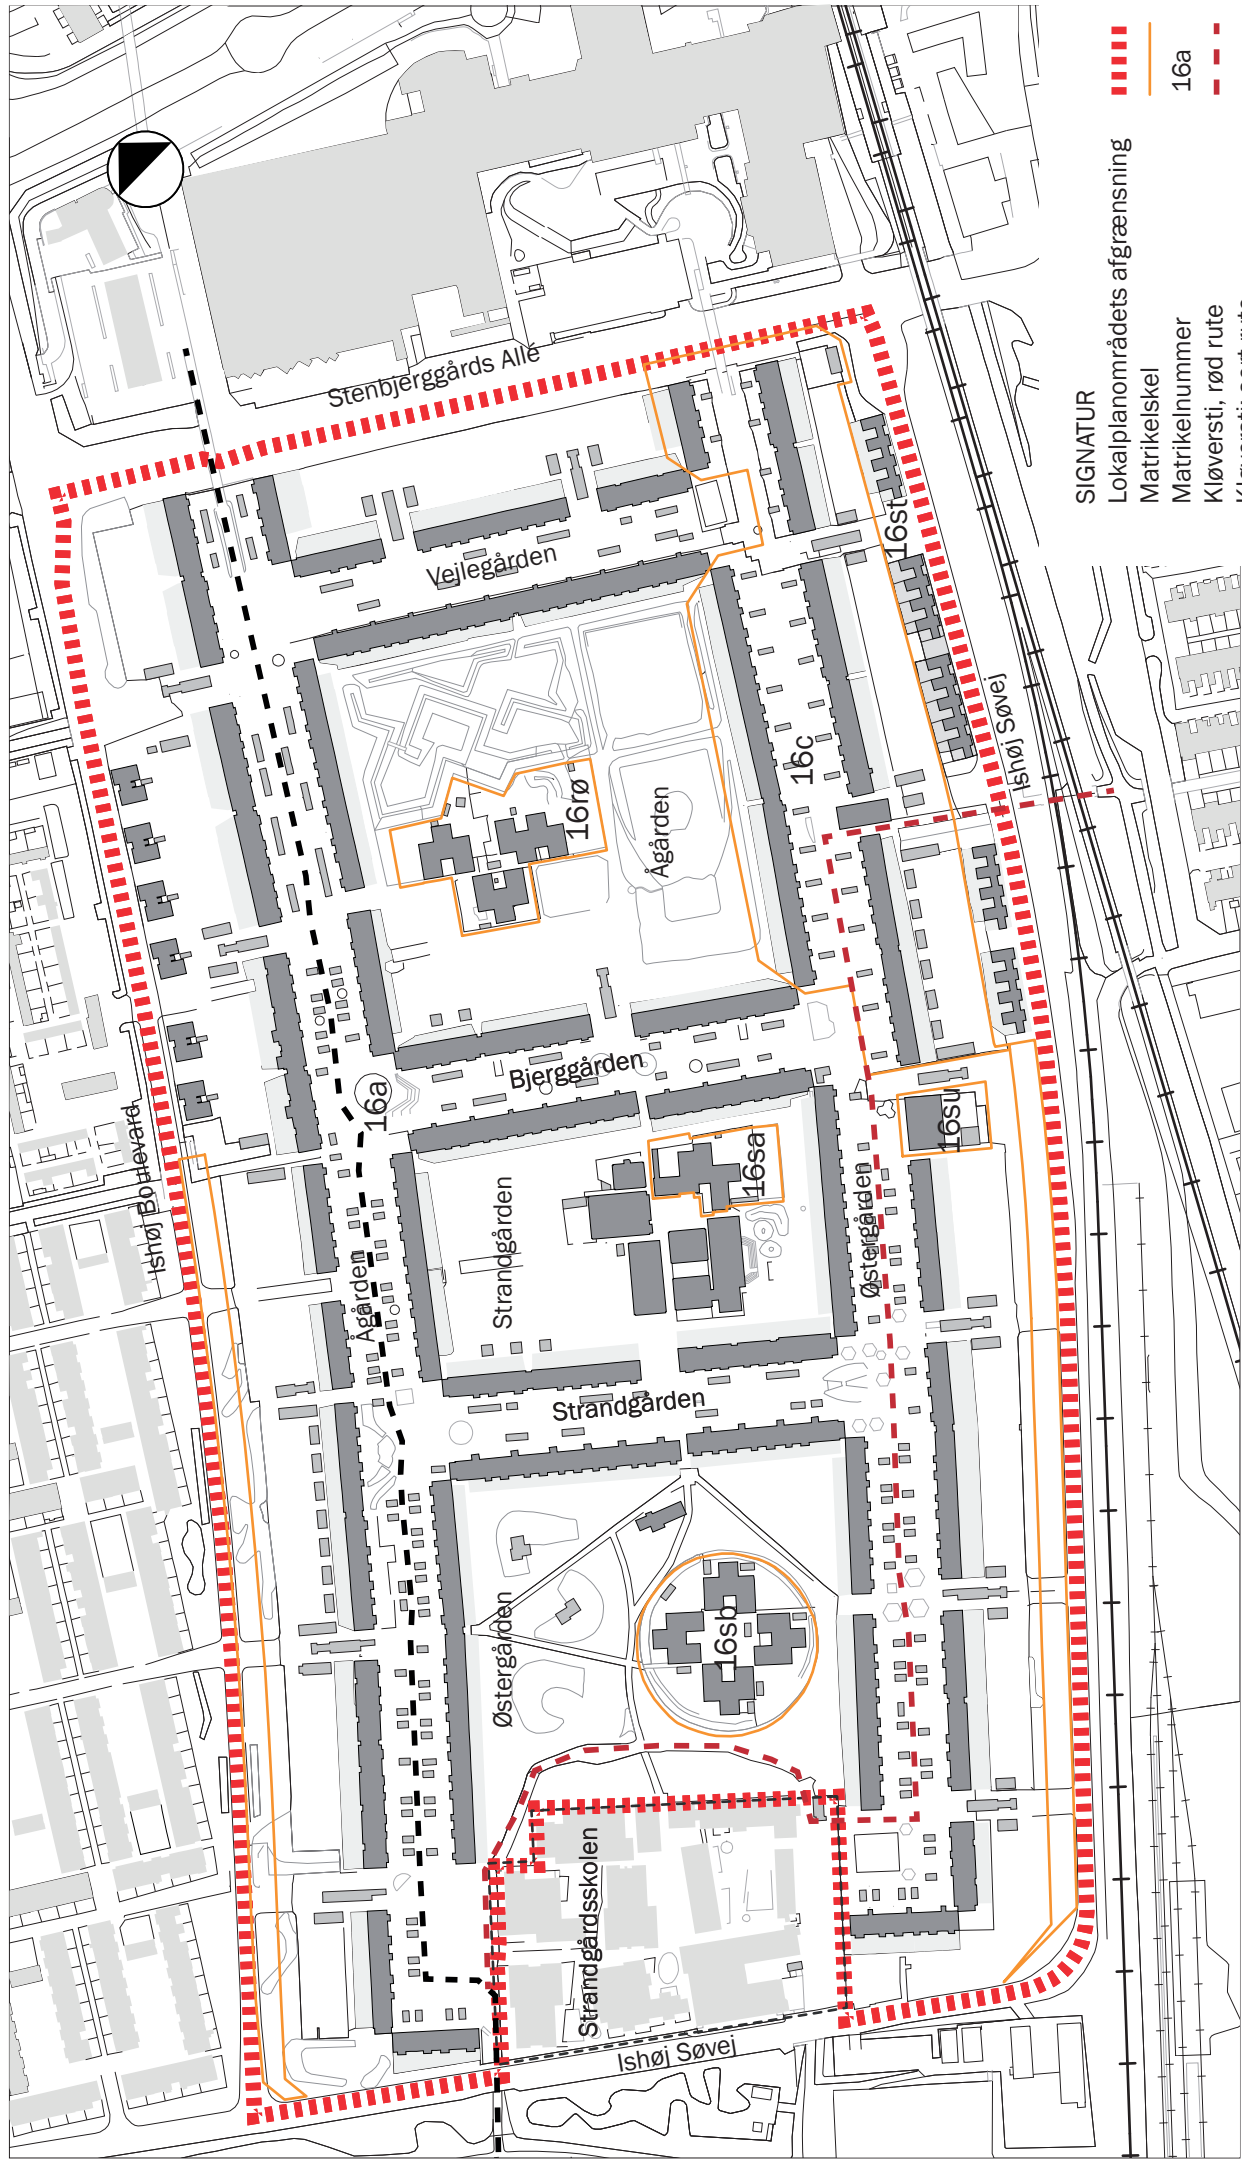 Stenbjerggårds Allé
Vejlegården
16st
16c
Ishøj Søvej
16rø
Ågården
Bjerggården
16a
Ishøj Boulevard
16su
16sa
Strandgården
Østergården
Ågården
Strandgården
Østergården
16sb
Strandgårdsskolen
Ishøj Søvej
SIGNATUR
Lokalplanområdets afgrænsning
Matrikelskel
Matrikelnummer 16a
Kløversti, rød rute